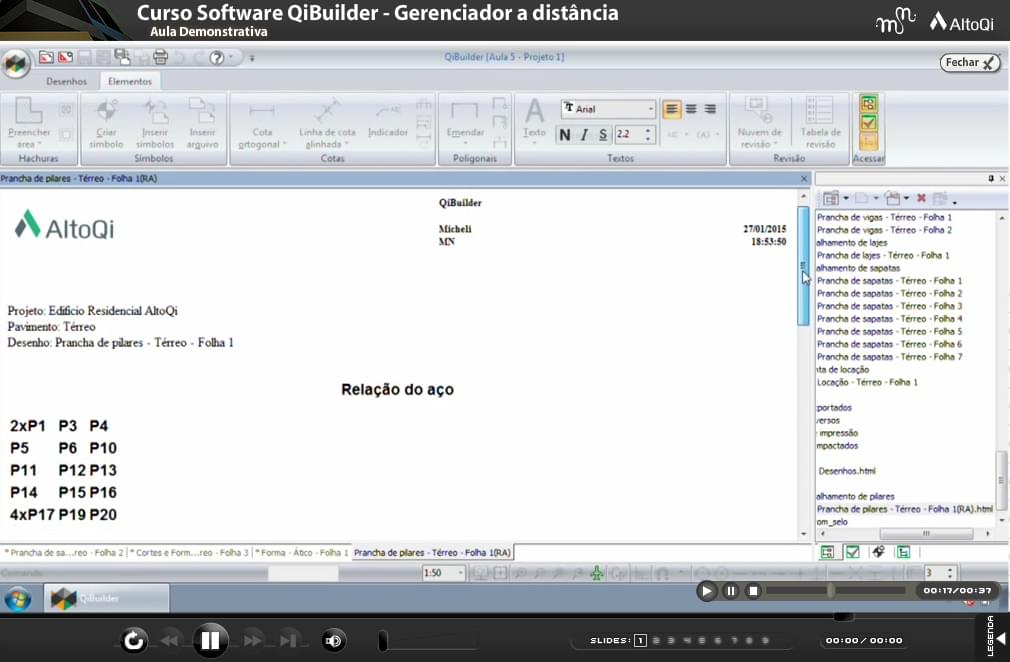 Curso Software QiBuilder - Gerenciador a distância
Aula Demonstrativa
mn
AltoQi
QiBuilder [Aula 5 - Projeto 1]
Fechar
Desenhos
Elementos
Preencher área
Criar símbolo
Inserir símbolos
Inserir arquivo
Cota ortogonal
Linha de cota alinhada
Indicador
Emendar
Texto
Arial
N I S 2.2
Nuvem de revisão
Tabela de revisão
Hachuras
Símbolos
Cotas
Poligonais
Textos
Revisão
Acessar
Prancha de pilares - Térreo - Folha 1(RA)
AltoQi
QiBuilder
Micheli
MN
27/01/2015
18:53:50
Projeto: Edifício Residencial AltoQi
Pavimento: Térreo
Desenho: Prancha de pilares - Térreo - Folha 1
Relação do aço
2xP1 P3 P4
P5 P6 P10
P11 P12 P13
P14 P15 P16
4xP17 P19 P20
Prancha de vigas - Térreo - Folha 1
Prancha de vigas - Térreo - Folha 2
alhamento de lajes
Prancha de lajes - Térreo - Folha 1
alhamento de sapatas
Prancha de sapatas - Térreo - Folha 1
Prancha de sapatas - Térreo - Folha 2
Prancha de sapatas - Térreo - Folha 3
Prancha de sapatas - Térreo - Folha 4
Prancha de sapatas - Térreo - Folha 5
Prancha de sapatas - Térreo - Folha 6
Prancha de sapatas - Térreo - Folha 7
nta de locação
Locação - Térreo - Folha 1
portados
versos
impressão
mpactados
Desenhos.html
alhamento de pilares
Prancha de pilares - Térreo - Folha 1(RA).html
om_selo
* Prancha de sa...reo - Folha 2
* Cortes e Form...reo - Folha 3
* Forma - Ático - Folha 1
Prancha de pilares - Térreo - Folha 1(RA)
Comando:
1:50
3
QiBuilder
00:17/00:37
SLIDES: 1 2 3 4 5 6 7 8 9
00:00 / 00:00
LEGENDA